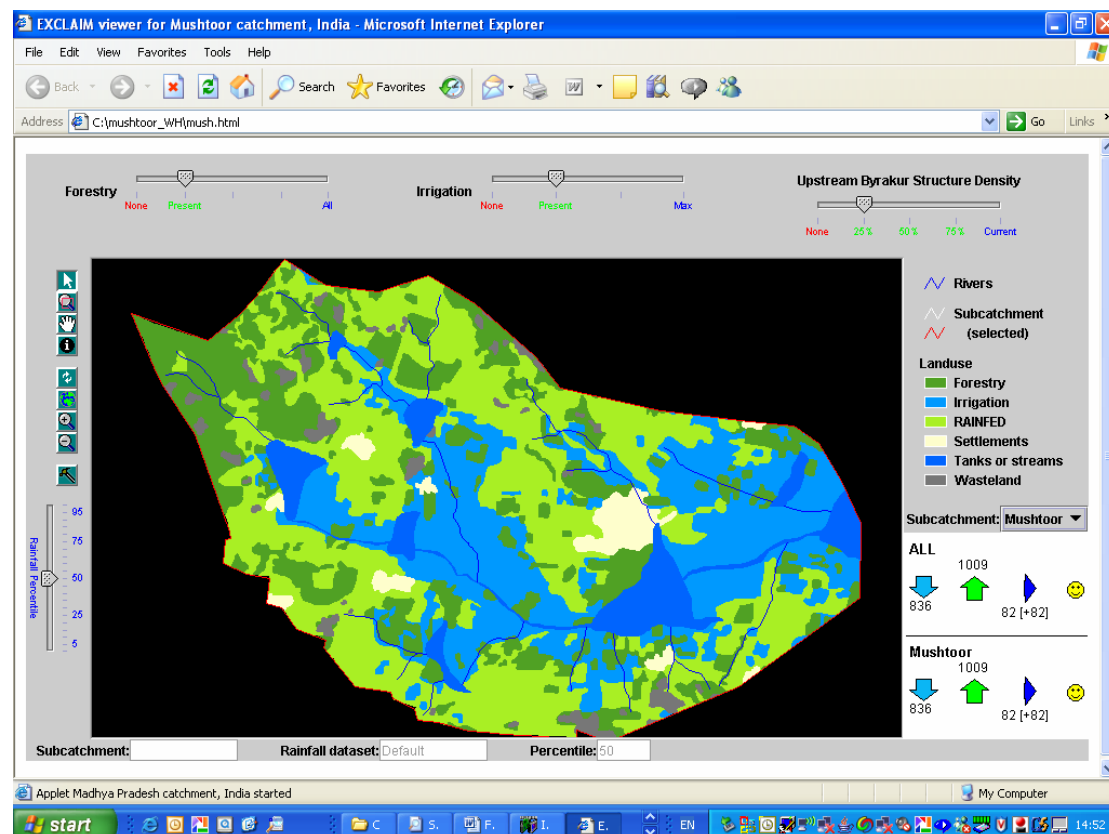 EXCLAIM viewer for Mushtoor catchment, India - Microsoft Internet Explorer
File Edit View Favorites Tools Help
Back Search Favorites
Address C:\mushtoor_WH\mush.html Go Links
Forestry
None Present All
Irrigation
None Present Max
Upstream Byrakur Structure Density
None 25% 50% 75% Current
Rivers
Subcatchment
(selected)
Landuse
Forestry
Irrigation
RAINFED
Settlements
Tanks or streams
Wasteland
Rainfall Percentile
95
75
50
25
5
Subcatchment: Mushtoor
ALL
1009
836
82 [+82]
Mushtoor
1009
836
82 [+82]
Subcatchment: Rainfall dataset: Default Percentile: 50
Applet Madhya Pradesh catchment, India started My Computer
start C S. F. I. E. EN 14:52